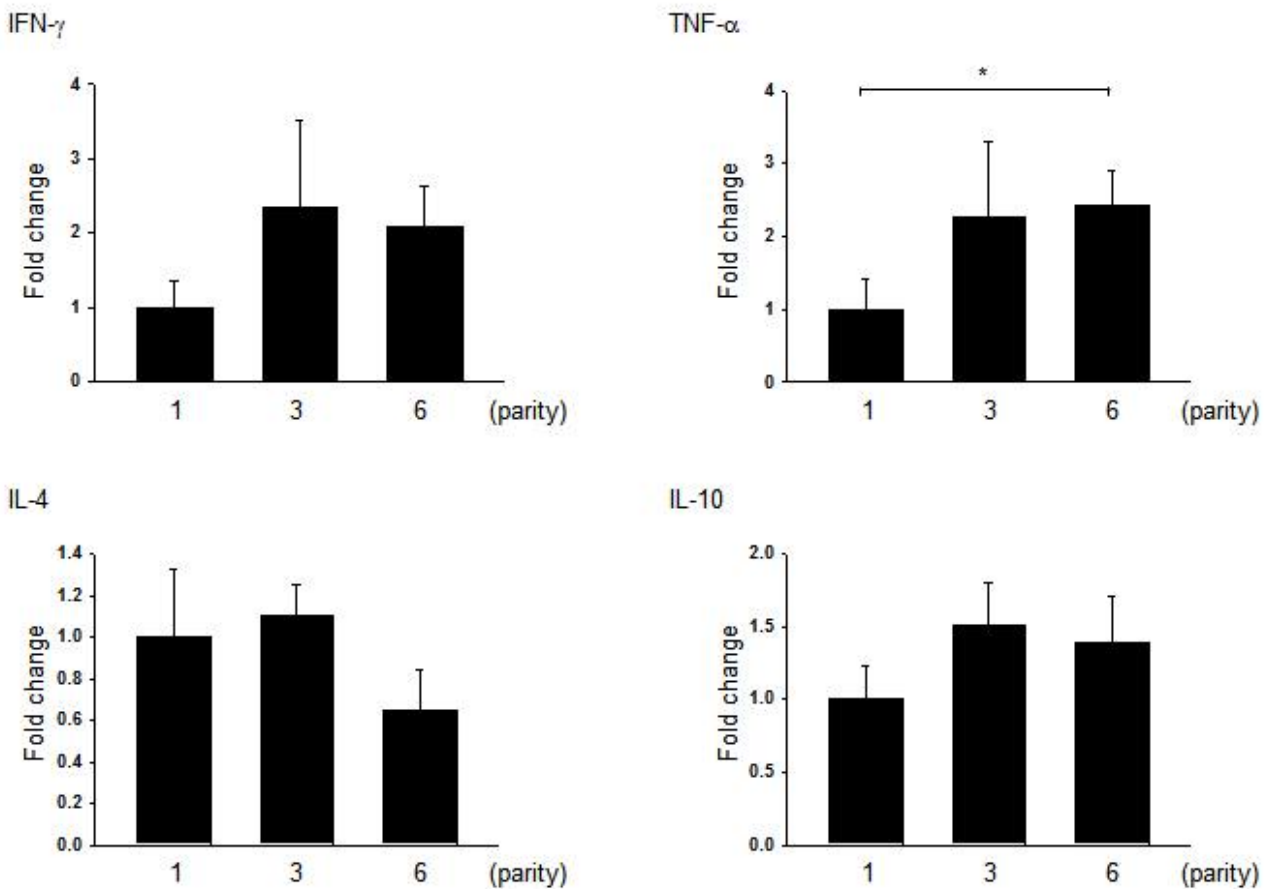 IFN-γ
4
3
2
1
0
Fold change
1 3 6 (parity)
TNF-α
*
4
3
2
1
0
Fold change
1 3 6 (parity)
IL-4
1.4
1.2
1.0
0.8
0.6
0.4
0.2
0.0
Fold change
1 3 6 (parity)
IL-10
2.0
1.5
1.0
0.5
0.0
Fold change
1 3 6 (parity)